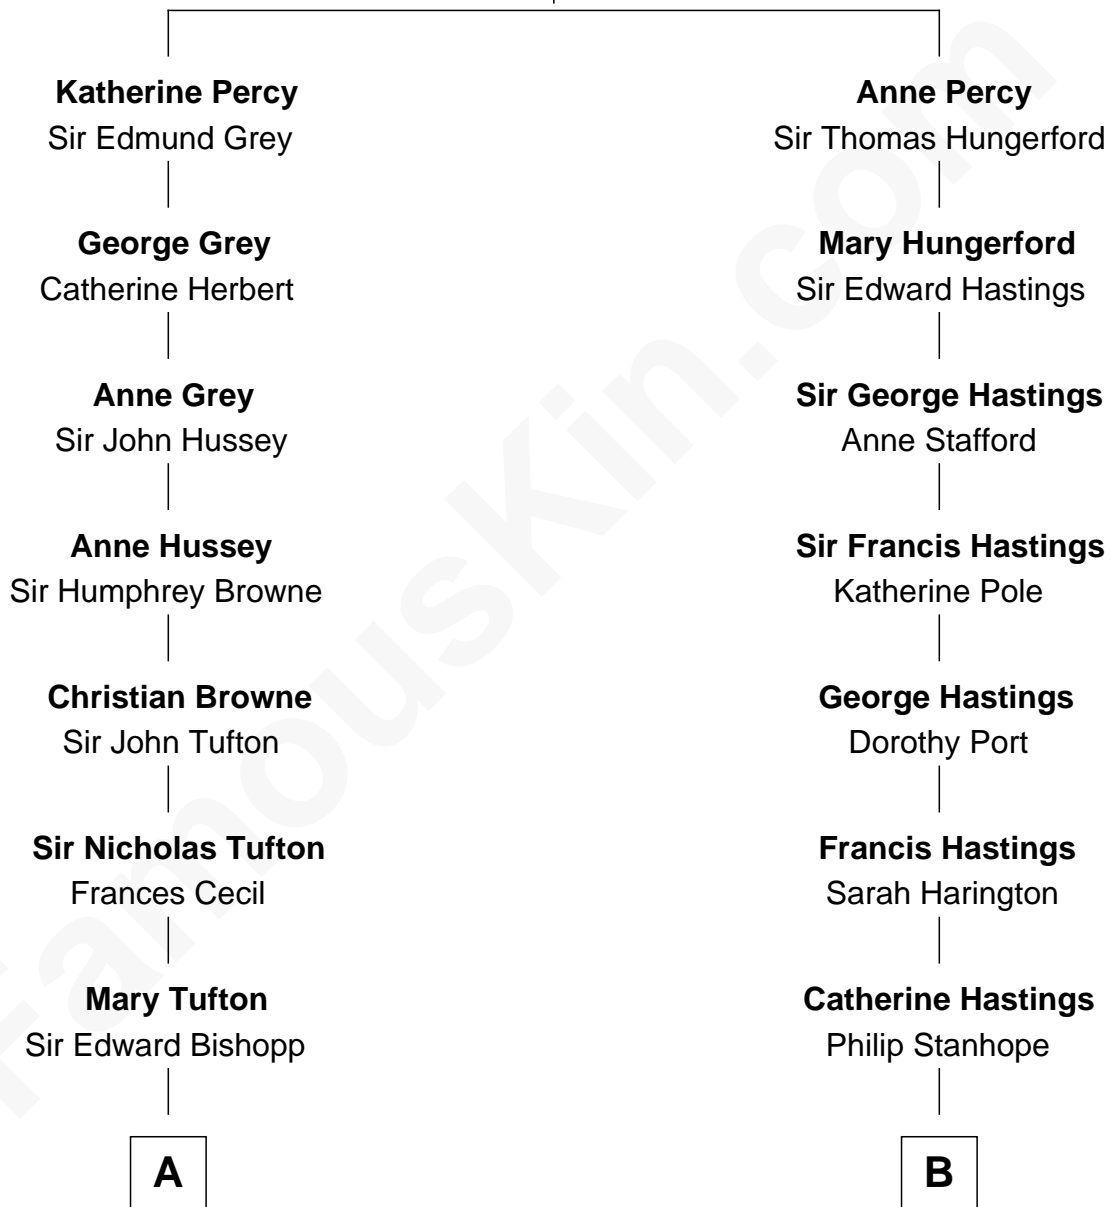 Katherine Percy
Sir Edmund Grey
Anne Percy
Sir Thomas Hungerford
George Grey
Catherine Herbert
Mary Hungerford
Sir Edward Hastings
Anne Grey
Sir John Hussey
Sir George Hastings
Anne Stafford
Anne Hussey
Sir Humphrey Browne
Sir Francis Hastings
Katherine Pole
Christian Browne
Sir John Tufton
George Hastings
Dorothy Port
Sir Nicholas Tufton
Frances Cecil
Francis Hastings
Sarah Harington
Mary Tufton
Sir Edward Bishopp
Catherine Hastings
Philip Stanhope
A
B
FamousKin.com